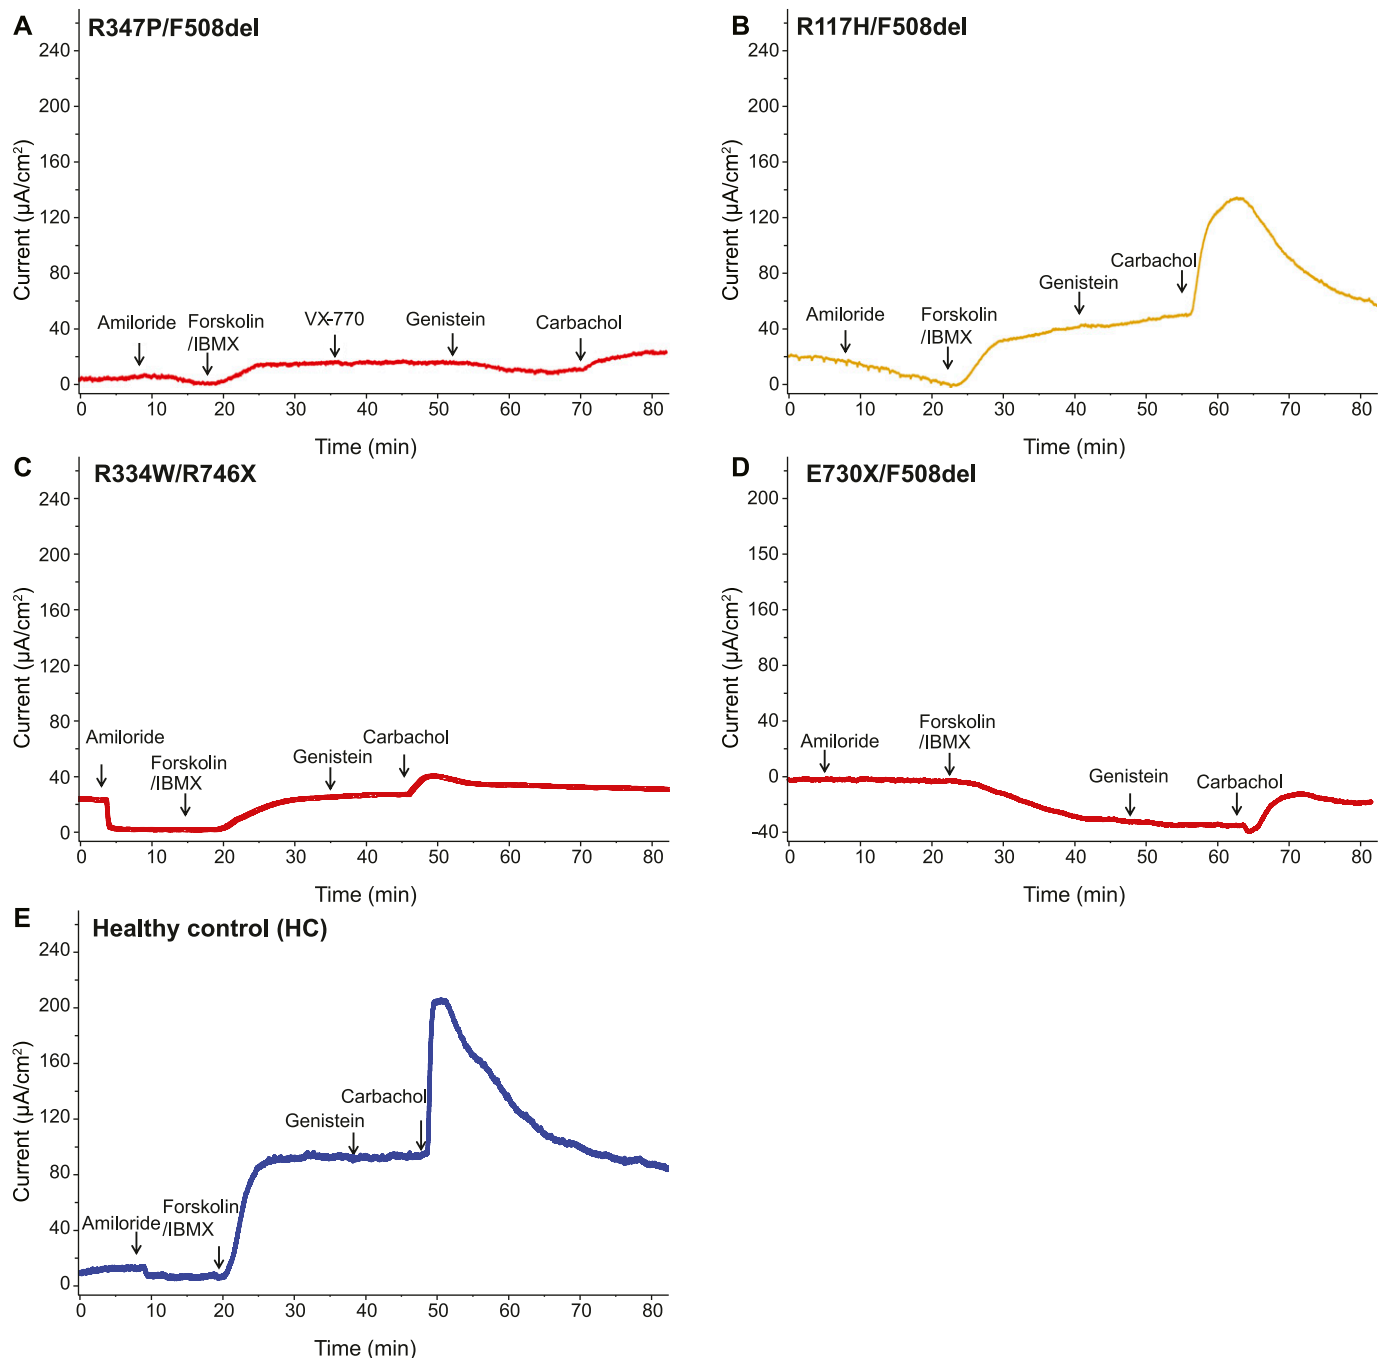 A
R347P/F508del
240
200
160
120
80
40
0
Current (µA/cm²)
Amiloride
Forskolin
/IBMX
VX-770
Genistein
Carbachol
0 10 20 30 40 50 60 70 80
Time (min)
B
R117H/F508del
240
200
160
120
80
40
0
Current (µA/cm²)
Amiloride
Forskolin
/IBMX
Genistein
Carbachol
0 10 20 30 40 50 60 70 80
Time (min)
C
R334W/R746X
240
200
160
120
80
40
0
Current (µA/cm²)
Amiloride
Forskolin
/IBMX
Genistein
Carbachol
0 10 20 30 40 50 60 70 80
Time (min)
D
E730X/F508del
200
150
160
80
40
0
-40
Current (µA/cm²)
Amiloride
Forskolin
/IBMX
Genistein
Carbachol
0 10 20 30 40 50 60 70 80
Time (min)
E
Healthy control (HC)
240
200
160
120
80
40
0
Current (µA/cm²)
Amiloride
Forskolin
/IBMX
Genistein
Carbachol
0 10 20 30 40 50 60 70 80
Time (min)